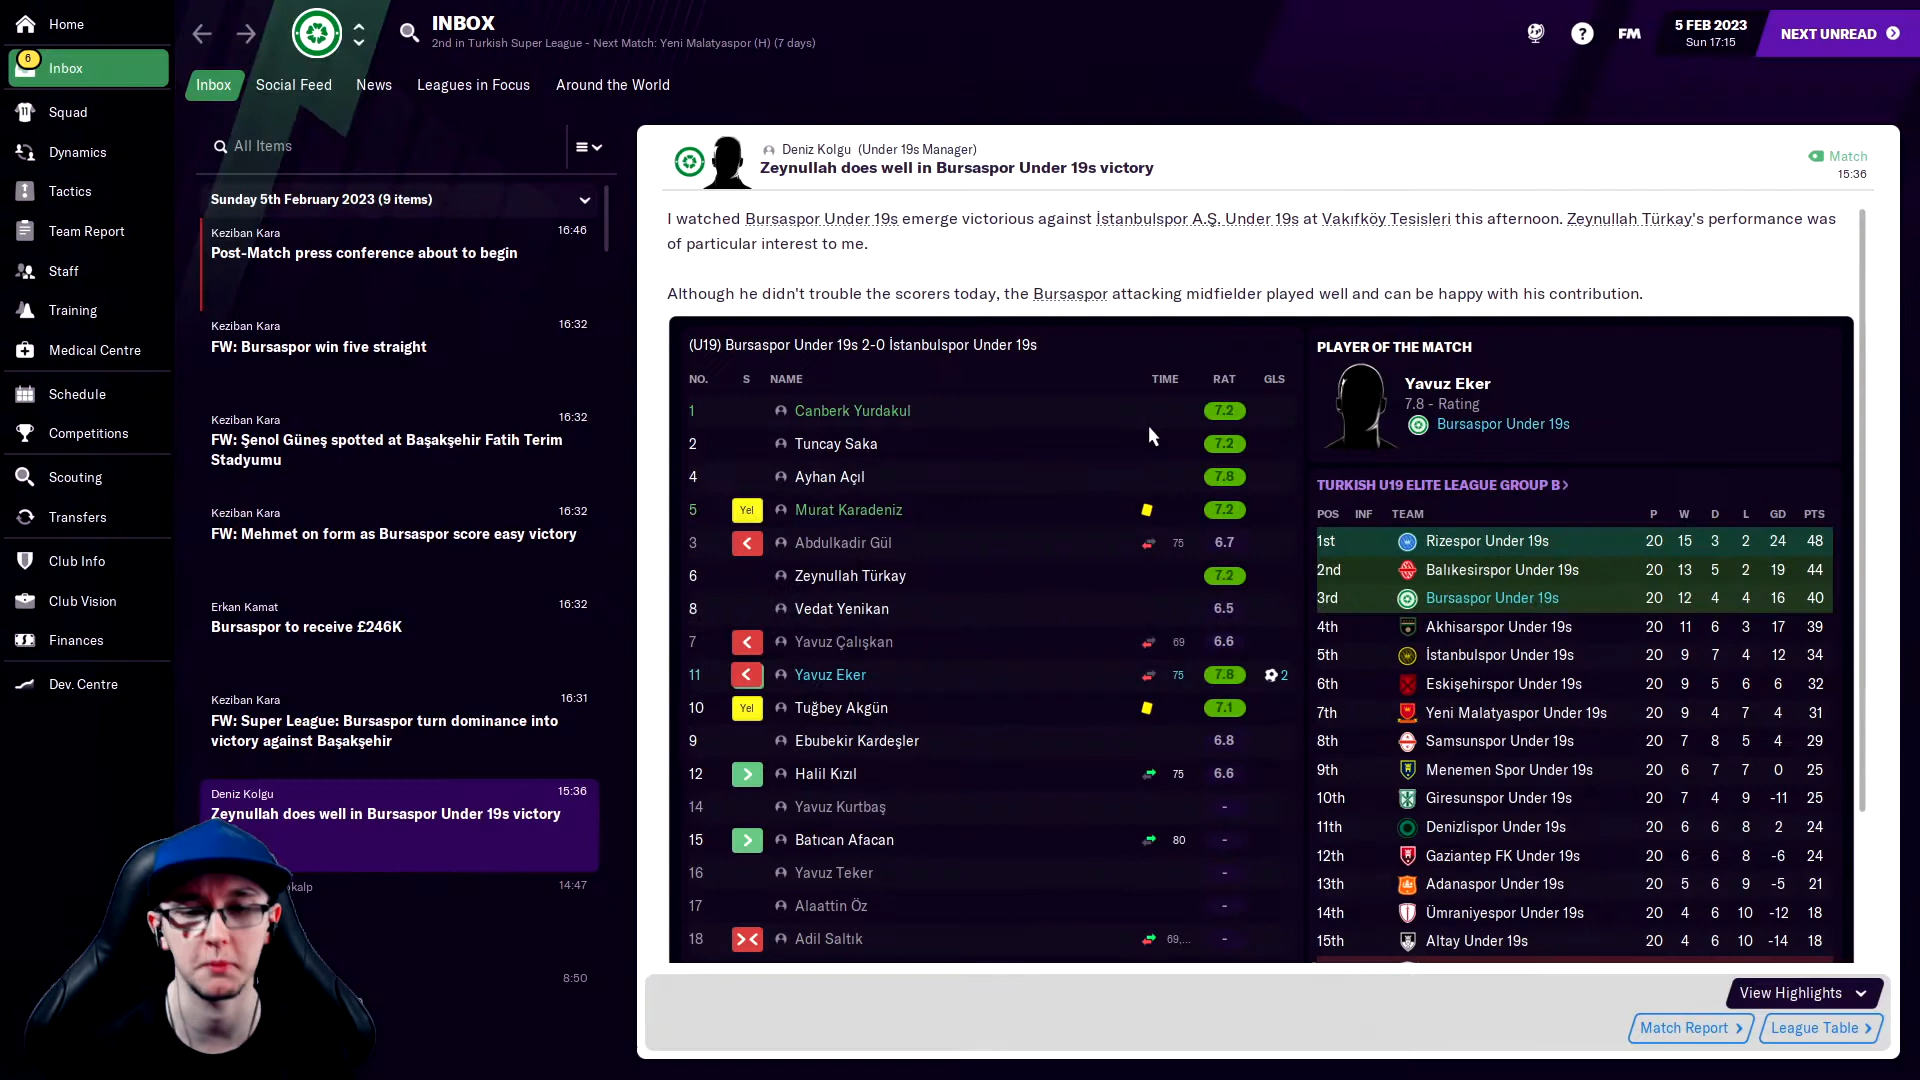 Home
6
Inbox
Squad
Dynamics
Tactics
Team Report
Staff
Training
Medical Centre
Schedule
Competitions
Scouting
Transfers
Club Info
Club Vision
Finances
Dev. Centre
INBOX
2nd in Turkish Super League - Next Match: Yeni Malatyaspor (H) (7 days)
FM
5 FEB 2023
Sun 17:15
NEXT UNREAD
Inbox Social Feed News Leagues in Focus Around the World
All Items
Sunday 5th February 2023 (9 items)
Keziban Kara 16:46
Post-Match press conference about to begin
Keziban Kara 16:32
FW: Bursaspor win five straight
Keziban Kara 16:32
FW: Şenol Güneş spotted at Başakşehir Fatih Terim
Stadyumu
Keziban Kara 16:32
FW: Mehmet on form as Bursaspor score easy victory
Erkan Kamat 16:32
Bursaspor to receive £246K
Keziban Kara 16:31
FW: Super League: Bursaspor turn dominance into
victory against Başakşehir
Deniz Kolgu 15:36
Zeynullah does well in Bursaspor Under 19s victory
okalp 14:47
8:50
Deniz Kolgu (Under 19s Manager)
Zeynullah does well in Bursaspor Under 19s victory
Match
15:36
I watched Bursaspor Under 19s emerge victorious against İstanbulspor A.Ş. Under 19s at Vakıfköy Tesisleri this afternoon. Zeynullah Türkay's performance was
of particular interest to me.
Although he didn't trouble the scorers today, the Bursaspor attacking midfielder played well and can be happy with his contribution.
(U19) Bursaspor Under 19s 2-0 İstanbulspor Under 19s
NO. S NAME TIME RAT GLS
1 Canberk Yurdakul 7.2
2 Tuncay Saka 7.2
4 Ayhan Açıl 7.8
5 Yel Murat Karadeniz 7.2
3 Abdulkadir Gül 75 6.7
6 Zeynullah Türkay 7.2
8 Vedat Yenikan 6.5
7 Yavuz Çalışkan 69 6.6
11 Yavuz Eker 75 7.8 2
10 Yel Tuğbey Akgün 7.1
9 Ebubekir Kardeşler 6.8
12 Halil Kızıl 75 6.6
14 Yavuz Kurtbaş -
15 Batıcan Afacan 80 -
16 Yavuz Teker -
17 Alaattin Öz -
18 Adil Saltık 69,... -
PLAYER OF THE MATCH
Yavuz Eker
7.8 - Rating
Bursaspor Under 19s
TURKISH U19 ELITE LEAGUE GROUP B
POS INF TEAM P W D L GD PTS
1st Rizespor Under 19s 20 15 3 2 24 48
2nd Balıkesirspor Under 19s 20 13 5 2 19 44
3rd Bursaspor Under 19s 20 12 4 4 16 40
4th Akhisarspor Under 19s 20 11 6 3 17 39
5th İstanbulspor Under 19s 20 9 7 4 12 34
6th Eskişehirspor Under 19s 20 9 5 6 6 32
7th Yeni Malatyaspor Under 19s 20 9 4 7 4 31
8th Samsunspor Under 19s 20 7 8 5 4 29
9th Menemen Spor Under 19s 20 6 7 7 0 25
10th Giresunspor Under 19s 20 7 4 9 -11 25
11th Denizlispor Under 19s 20 6 6 8 2 24
12th Gaziantep FK Under 19s 20 6 6 8 -6 24
13th Adanaspor Under 19s 20 5 6 9 -5 21
14th Ümraniyespor Under 19s 20 4 6 10 -12 18
15th Altay Under 19s 20 4 6 10 -14 18
View Highlights
Match Report
League Table